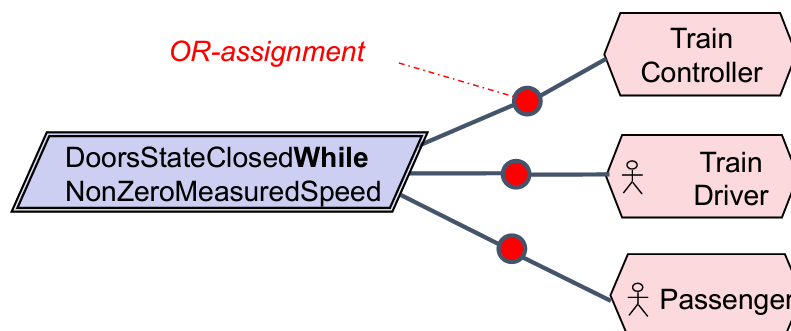 OR-assignment
Train
Controller
DoorsStateClosedWhile
NonZeroMeasuredSpeed
Train
Driver
Passenger